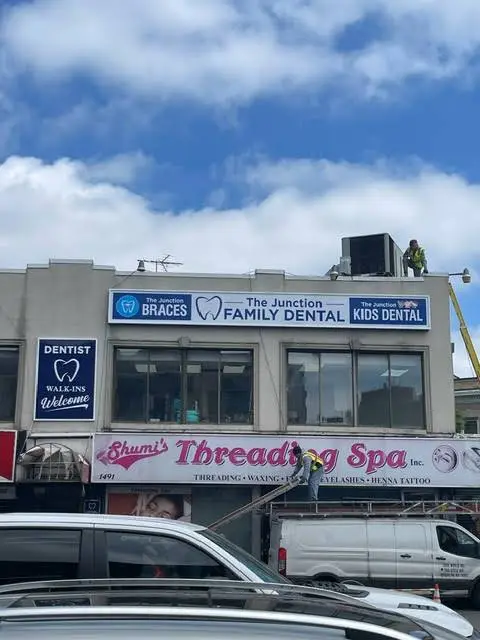 The Junction
BRACES
The Junction
FAMILY DENTAL
The Junction
KIDS DENTAL
DENTIST
WALK-INS
Welcome
Shumi's Threading Spa Inc.
1491
THREADING • WAXING • EYELASHES • HENNA TATTOO